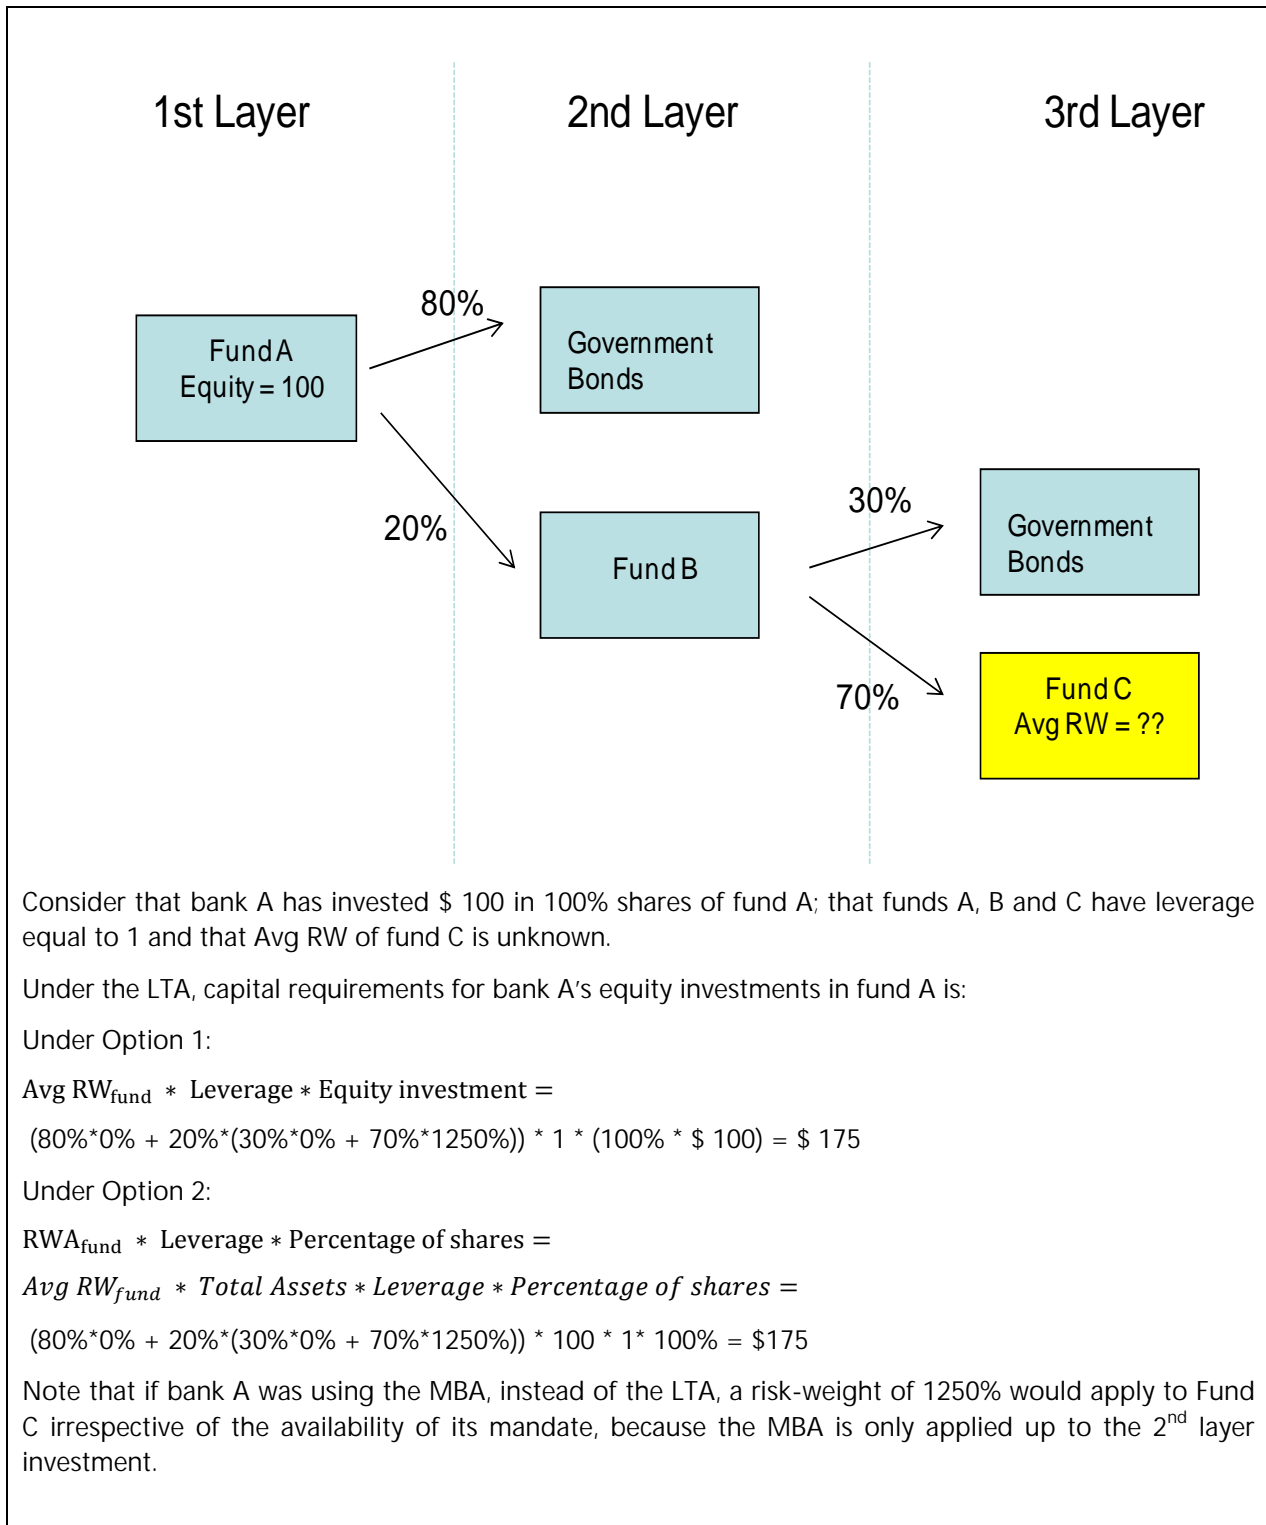 1st Layer
2nd Layer
3rd Layer
80%
Fund A
Equity = 100
Government
Bonds
20%
Fund B
30%
Government
Bonds
70%
Fund C
Avg RW = ??
Consider that bank A has invested $ 100 in 100% shares of fund A; that funds A, B and C have leverage
equal to 1 and that Avg RW of fund C is unknown.
Under the LTA, capital requirements for bank A’s equity investments in fund A is:
Under Option 1:
Avg RWfund * Leverage * Equity investment =
(80%*0% + 20%*(30%*0% + 70%*1250%)) * 1 * (100% * $ 100) = $ 175
Under Option 2:
RWAfund * Leverage * Percentage of shares =
Avg RWfund * Total Assets * Leverage * Percentage of shares =
(80%*0% + 20%*(30%*0% + 70%*1250%)) * 100 * 1* 100% = $175
Note that if bank A was using the MBA, instead of the LTA, a risk-weight of 1250% would apply to Fund
C irrespective of the availability of its mandate, because the MBA is only applied up to the 2nd layer
investment.